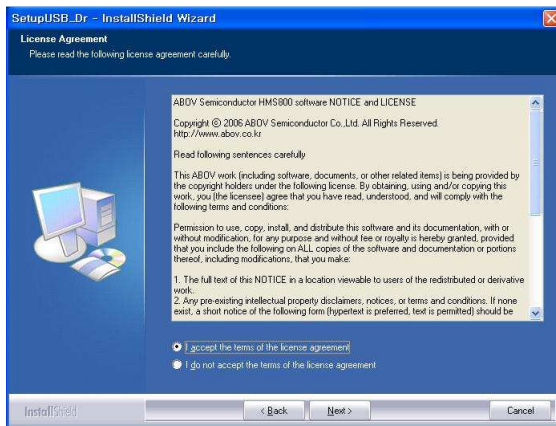 SetupUSB_Dr - InstallShield Wizard
License Agreement
Please read the following license agreement carefully.
ABOV Semiconductor HMS800 software NOTICE and LICENSE
Copyright © 2006 ABOV Semiconductor Co.,Ltd. All Rights Reserved.
http://www.abov.co.kr
Read following sentences carefully
This ABOV work (including software, documents, or other related items) is being provided by
the copyright holders under the following license. By obtaining, using and/or copying this
work, you (the licensee) agree that you have read, understood, and will comply with the
following terms and conditions:
Permission to use, copy, install, and distribute this software and its documentation, with or
without modification, for any purpose and without fee or royalty is hereby granted, provided
that you include the following on ALL copies of the software and documentation or portions
thereof, including modifications, that you make:
1. The full text of this NOTICE in a location viewable to users of the redistributed or derivative
work.
2. Any pre-existing intellectual property disclaimers, notices, or terms and conditions. If none
exist, a short notice of the following form (hypertext is preferred, text is permitted) should be
I accept the terms of the license agreement
I do not accept the terms of the license agreement
InstallShield
< Back
Next >
Cancel